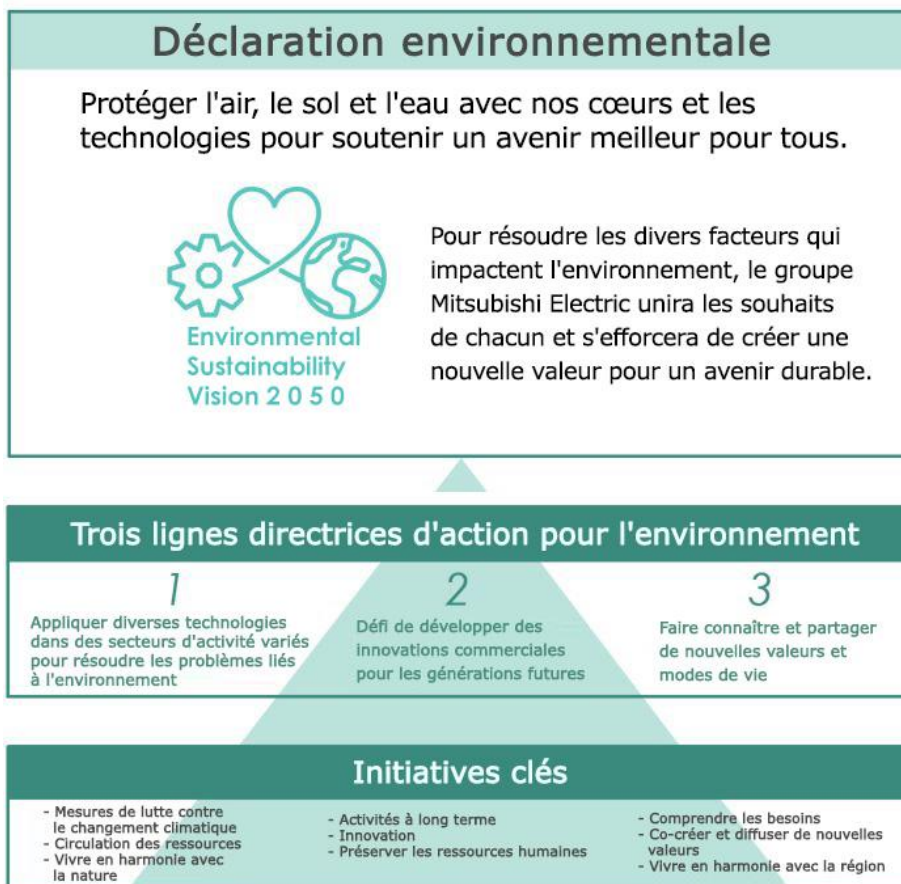 Déclaration environnementale
Protéger l'air, le sol et l'eau avec nos cœurs et les
technologies pour soutenir un avenir meilleur pour tous.
Environmental
Sustainability
Vision 2 0 5 0
Pour résoudre les divers facteurs qui
impactent l'environnement, le groupe
Mitsubishi Electric unira les souhaits
de chacun et s'efforcera de créer une
nouvelle valeur pour un avenir durable.
Trois lignes directrices d'action pour l'environnement
1
Appliquer diverses technologies
dans des secteurs d'activité variés
pour résoudre les problèmes liés
à l'environnement
2
Défi de développer des
innovations commerciales
pour les générations futures
3
Faire connaître et partager
de nouvelles valeurs et
modes de vie
Initiatives clés
- Mesures de lutte contre
le changement climatique
- Circulation des ressources
- Vivre en harmonie avec
la nature
- Activités à long terme
- Innovation
- Préserver les ressources humaines
- Comprendre les besoins
- Co-créer et diffuser de nouvelles
valeurs
- Vivre en harmonie avec la région